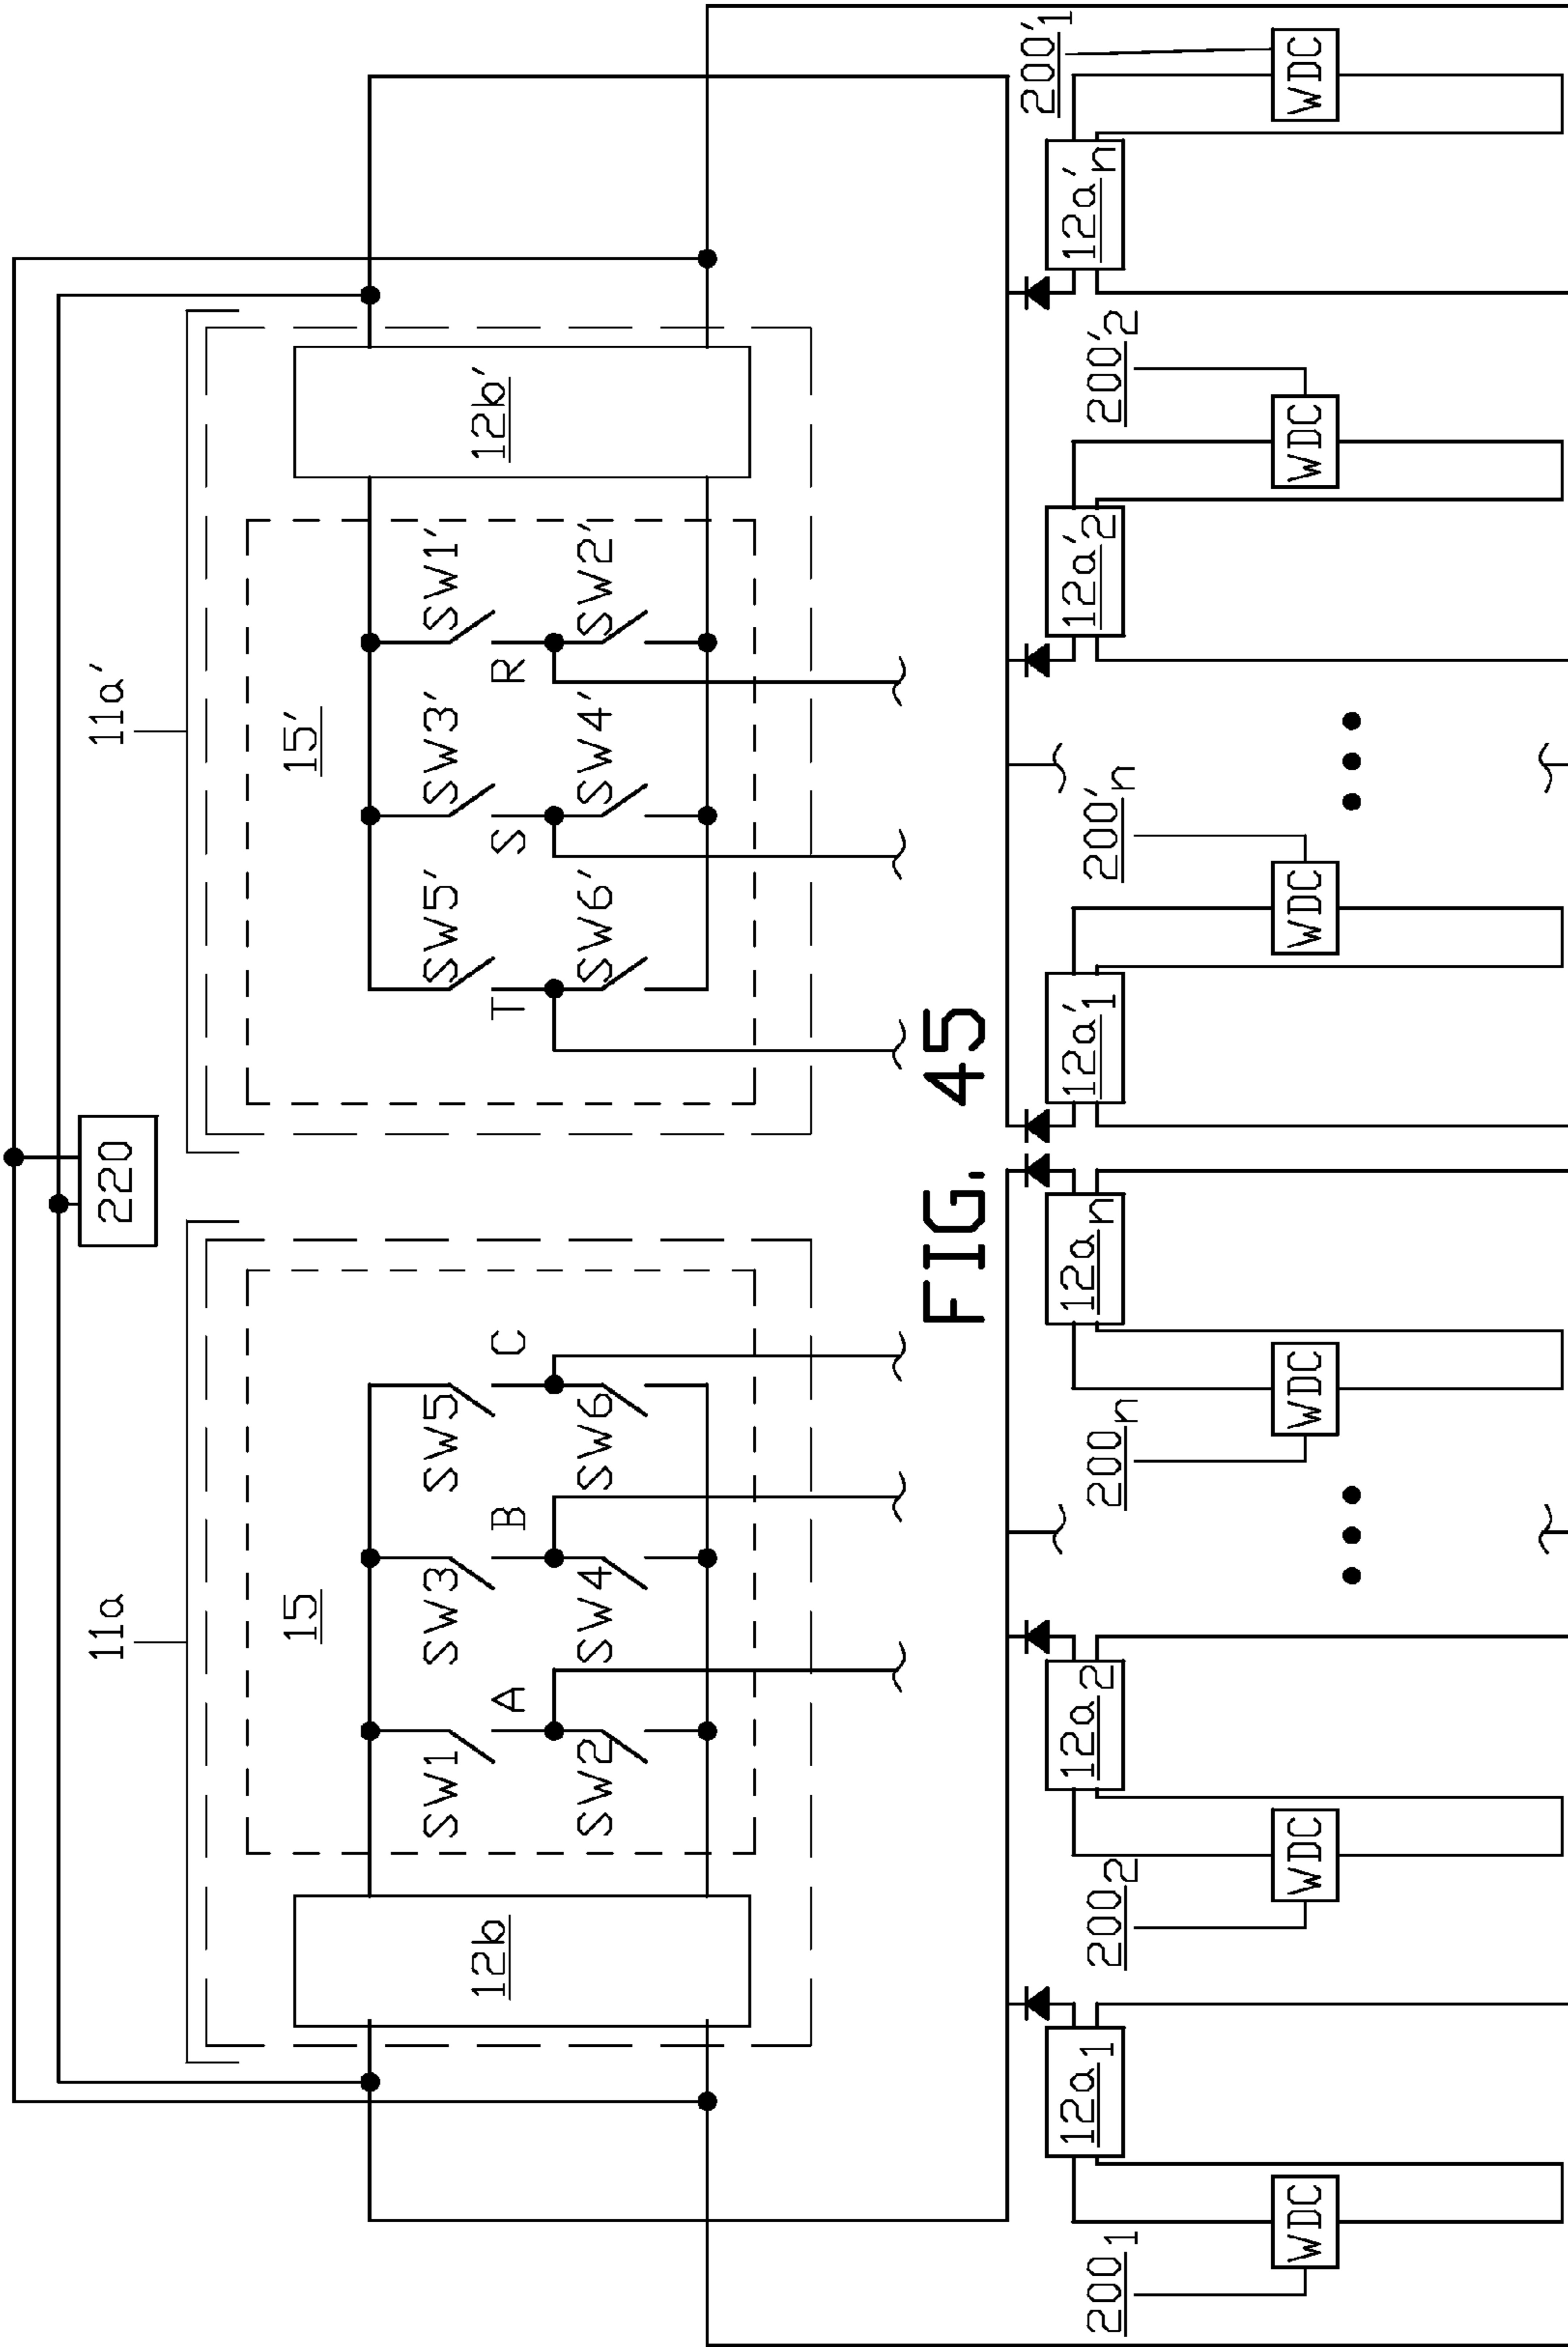 11a 220 11a'
15 15'
SW1 SW3 SW5 SW5' SW3' SW1'
12b A B C T S R 12b'
SW2 SW4 SW6 SW6' SW4' SW2'
FIG. 45
12a1 12a2 12an 12a'1 12a'2 12a'n 200'1
2001 2002 200n 200'n 200'2
WDC WDC WDC WDC WDC WDC